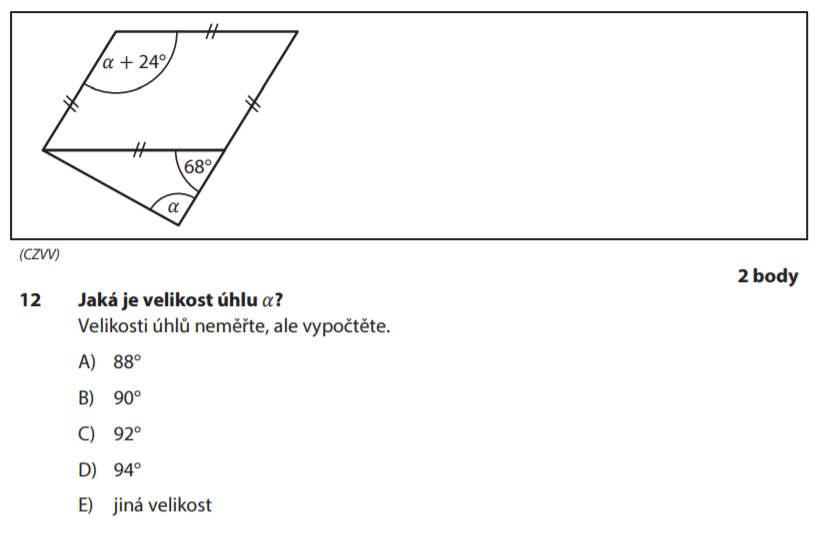 α + 24°
68°
α
(CZVV)
2 body
12 Jaká je velikost úhlu α?
Velikosti úhlů neměřte, ale vypočtěte.
A) 88°
B) 90°
C) 92°
D) 94°
E) jiná velikost